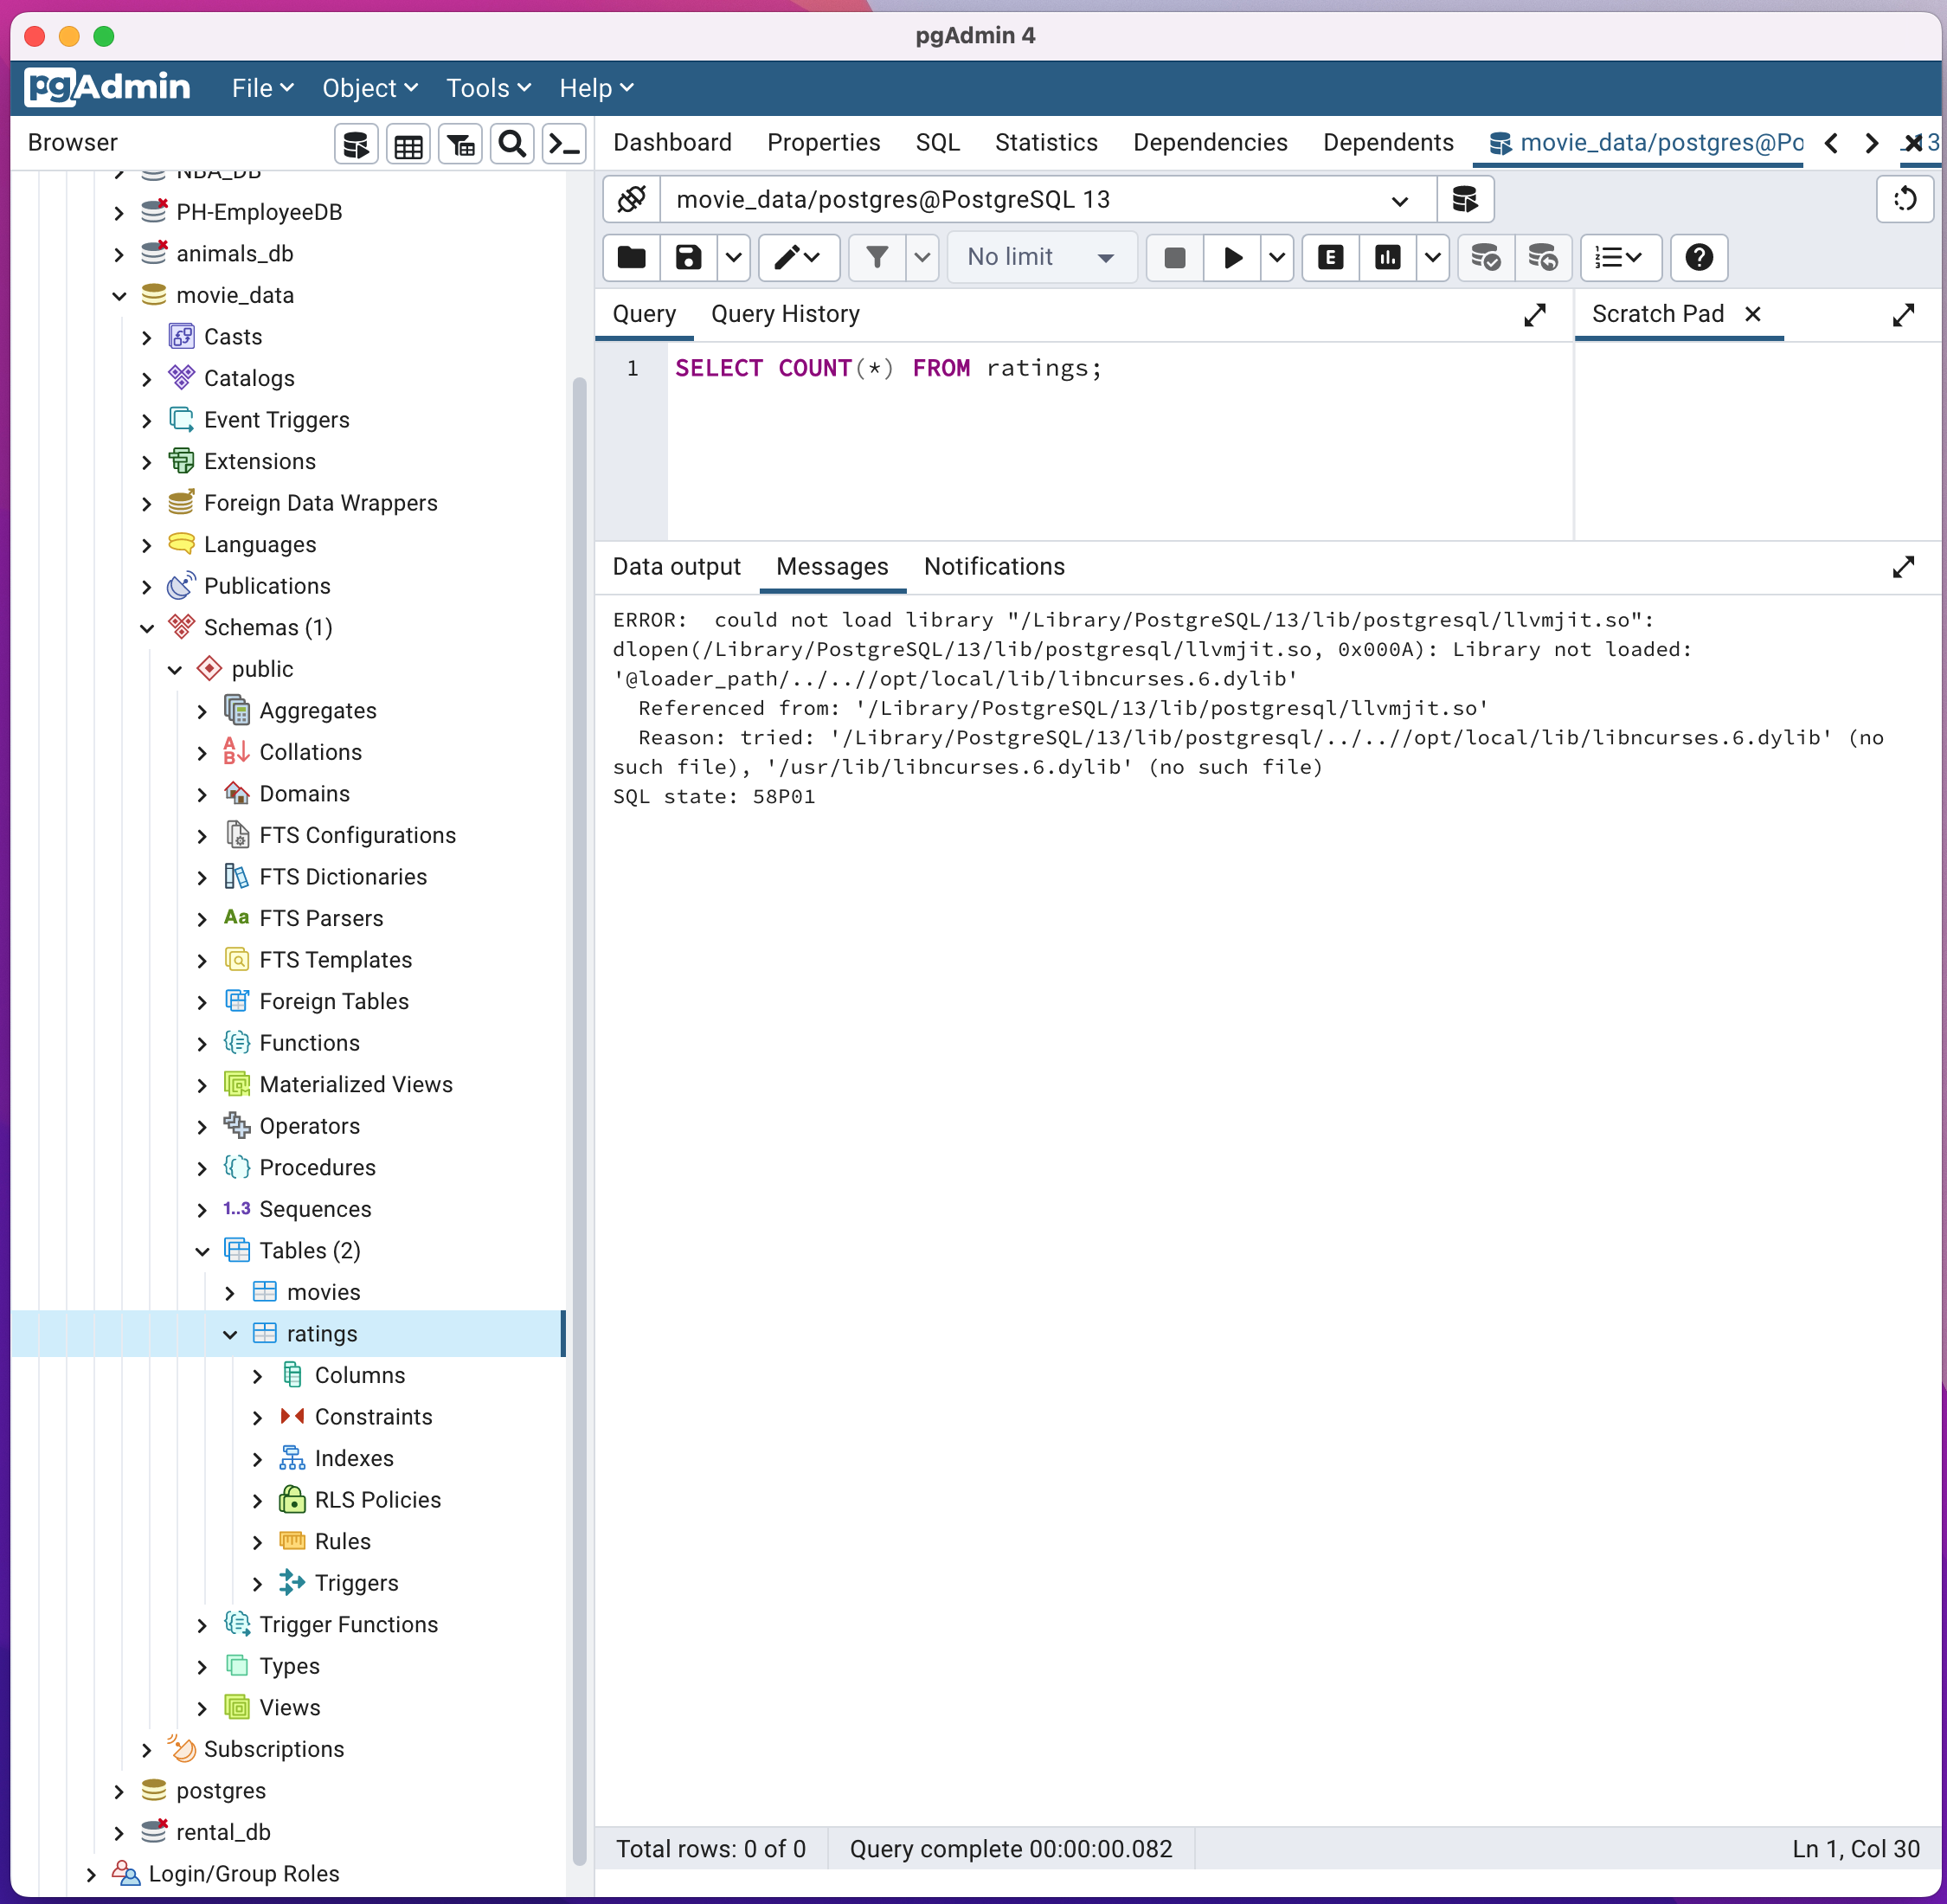 pgAdmin 4
pgAdmin File Object Tools Help
Browser
Dashboard Properties SQL Statistics Dependencies Dependents movie_data/postgres@Po
NBA_DB
PH-EmployeeDB
animals_db
movie_data
Casts
Catalogs
Event Triggers
Extensions
Foreign Data Wrappers
Languages
Publications
Schemas (1)
public
Aggregates
Collations
Domains
FTS Configurations
FTS Dictionaries
Aa FTS Parsers
FTS Templates
Foreign Tables
Functions
Materialized Views
Operators
Procedures
1..3 Sequences
Tables (2)
movies
ratings
Columns
Constraints
Indexes
RLS Policies
Rules
Triggers
Trigger Functions
Types
Views
Subscriptions
postgres
rental_db
Login/Group Roles
movie_data/postgres@PostgreSQL 13
No limit
E
Query Query History
Scratch Pad
1 SELECT COUNT(*) FROM ratings;
Data output Messages Notifications
ERROR:  could not load library "/Library/PostgreSQL/13/lib/postgresql/llvmjit.so":
dlopen(/Library/PostgreSQL/13/lib/postgresql/llvmjit.so, 0x000A): Library not loaded:
'@loader_path/../..//opt/local/lib/libncurses.6.dylib'
  Referenced from: '/Library/PostgreSQL/13/lib/postgresql/llvmjit.so'
  Reason: tried: '/Library/PostgreSQL/13/lib/postgresql/../..//opt/local/lib/libncurses.6.dylib' (no
such file), '/usr/lib/libncurses.6.dylib' (no such file)
SQL state: 58P01
Total rows: 0 of 0 Query complete 00:00:00.082 Ln 1, Col 30